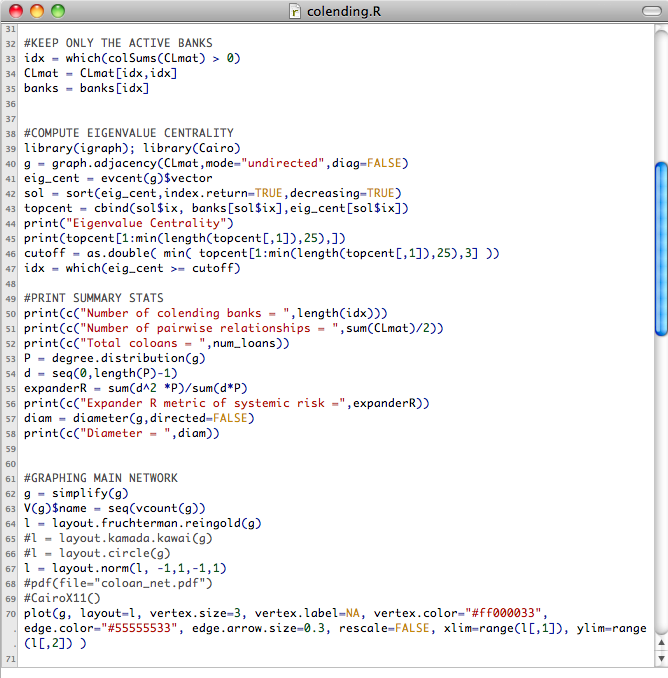 colending.R
31
32 #KEEP ONLY THE ACTIVE BANKS
33 idx = which(colSums(CLmat) > 0)
34 CLmat = CLmat[idx,idx]
35 banks = banks[idx]
36
37
38 #COMPUTE EIGENVALUE CENTRALITY
39 library(igraph); library(Cairo)
40 g = graph.adjacency(CLmat,mode="undirected",diag=FALSE)
41 eig_cent = evcent(g)$vector
42 sol = sort(eig_cent,index.return=TRUE,decreasing=TRUE)
43 topcent = cbind(sol$ix, banks[sol$ix],eig_cent[sol$ix])
44 print("Eigenvalue Centrality")
45 print(topcent[1:min(length(topcent[,1]),25),])
46 cutoff = as.double( min( topcent[1:min(length(topcent[,1]),25),3] ))
47 idx = which(eig_cent >= cutoff)
48
49 #PRINT SUMMARY STATS
50 print(c("Number of colending banks = ",length(idx)))
51 print(c("Number of pairwise relationships = ",sum(CLmat)/2))
52 print(c("Total coloans = ",num_loans))
53 P = degree.distribution(g)
54 d = seq(0,length(P)-1)
55 expanderR = sum(d^2 *P)/sum(d*P)
56 print(c("Expander R metric of systemic risk =",expanderR))
57 diam = diameter(g,directed=FALSE)
58 print(c("Diameter = ",diam))
59
60
61 #GRAPHING MAIN NETWORK
62 g = simplify(g)
63 V(g)$name = seq(vcount(g))
64 l = layout.fruchterman.reingold(g)
65 #l = layout.kamada.kawai(g)
66 #l = layout.circle(g)
67 l = layout.norm(l, -1,1,-1,1)
68 #pdf(file="coloan_net.pdf")
69 #CairoX11()
70 plot(g, layout=l, vertex.size=3, vertex.label=NA, vertex.color="#ff000033",
. edge.color="#55555533", edge.arrow.size=0.3, rescale=FALSE, xlim=range(l[,1]), ylim=range
. (l[,2]) )
71